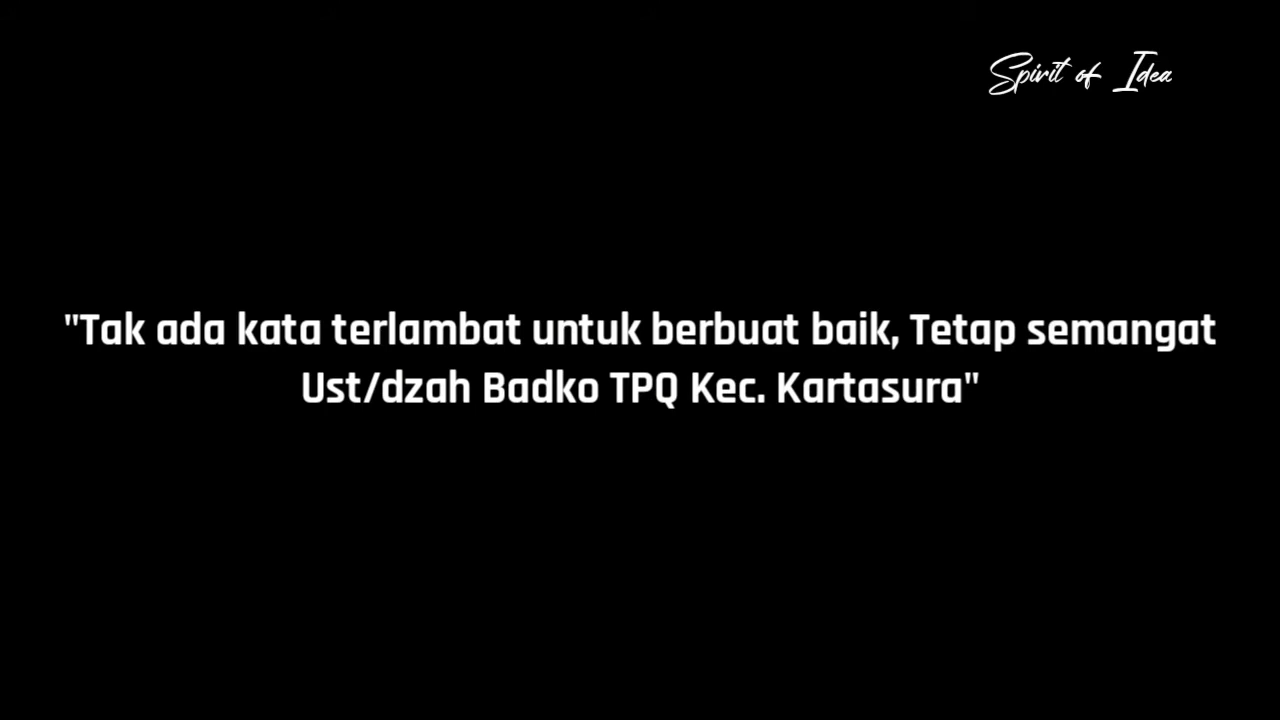 Spirit of Idea
"Tak ada kata terlambat untuk berbuat baik, Tetap semangat
Ust/dzah Badko TPQ Kec. Kartasura"